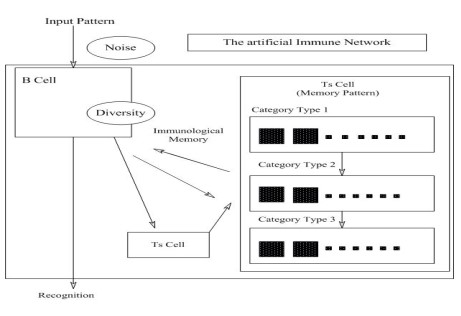 Input Pattern
Noise
The artificial Immune Network
B Cell
Diversity
Immunological
Memory
Ts Cell
Ts Cell
(Memory Pattern)
Category Type 1
Category Type 2
Category Type 3
Recognition